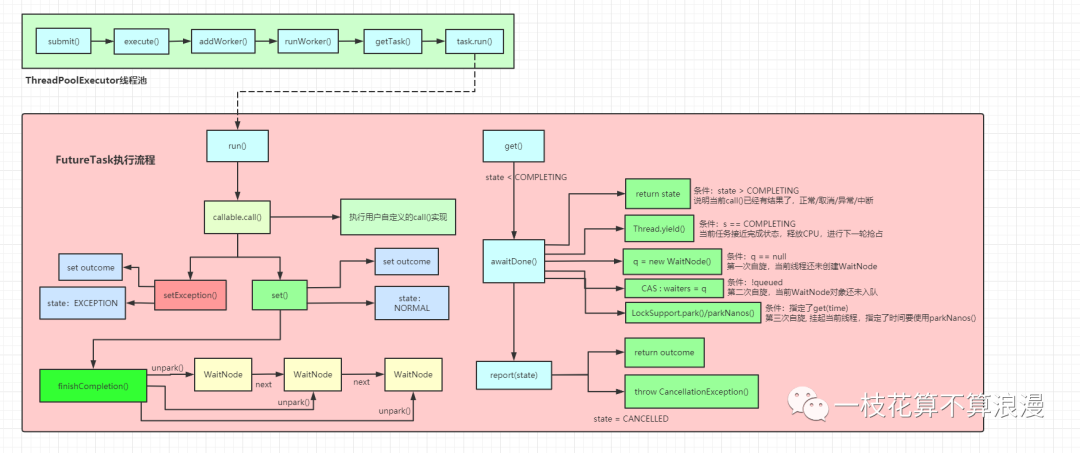 submit()
execute()
addWorker()
runWorker()
getTask()
task.run()
ThreadPoolExecutor线程池
FutureTask执行流程
run()
callable.call()
执行用户自定义的call()实现
set outcome
state: EXCEPTION
setException()
set()
set outcome
state:
NORMAL
finishCompletion()
unpark()
WaitNode
next
WaitNode
next
WaitNode
unpark()
unpark()
get()
state < COMPLETING
awaitDone()
return state
条件：state > COMPLETING
说明当前call()已经有结果了，正常/取消/异常/中断
Thread.yield()
条件：s == COMPLETING
当前任务接近完成状态，释放CPU，进行下一轮抢占
q = new WaitNode()
条件：q == null
第一次自旋，当前线程还未创建WaitNode
CAS : waiters = q
条件：!queued
第二次自旋，当前WaitNode对象还未入队
LockSupport.park()/parkNanos()
条件：指定了get(time)
第三次自旋, 挂起当前线程，指定了时间要使用parkNanos()
report(state)
return outcome
throw CancellationException()
state = CANCELLED
一枝花算不算浪漫